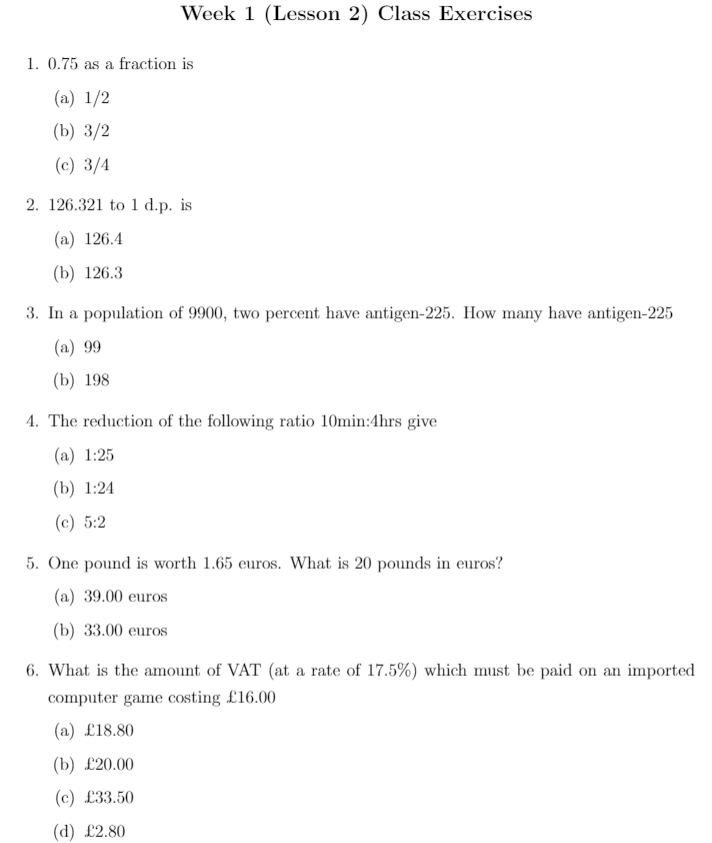 Week 1 (Lesson 2) Class Exercises
1. 0.75 as a fraction is
(a) 1/2
(b) 3/2
(c) 3/4
2. 126.321 to 1 d.p. is
(a) 126.4
(b) 126.3
3. In a population of 9900, two percent have antigen-225. How many have antigen-225
(a) 99
(b) 198
4. The reduction of the following ratio 10min:4hrs give
(a) 1:25
(b) 1:24
(c) 5:2
5. One pound is worth 1.65 euros. What is 20 pounds in euros?
(a) 39.00 euros
(b) 33.00 euros
6. What is the amount of VAT (at a rate of 17.5%) which must be paid on an imported
computer game costing £16.00
(a) £18.80
(b) £20.00
(c) £33.50
(d) £2.80